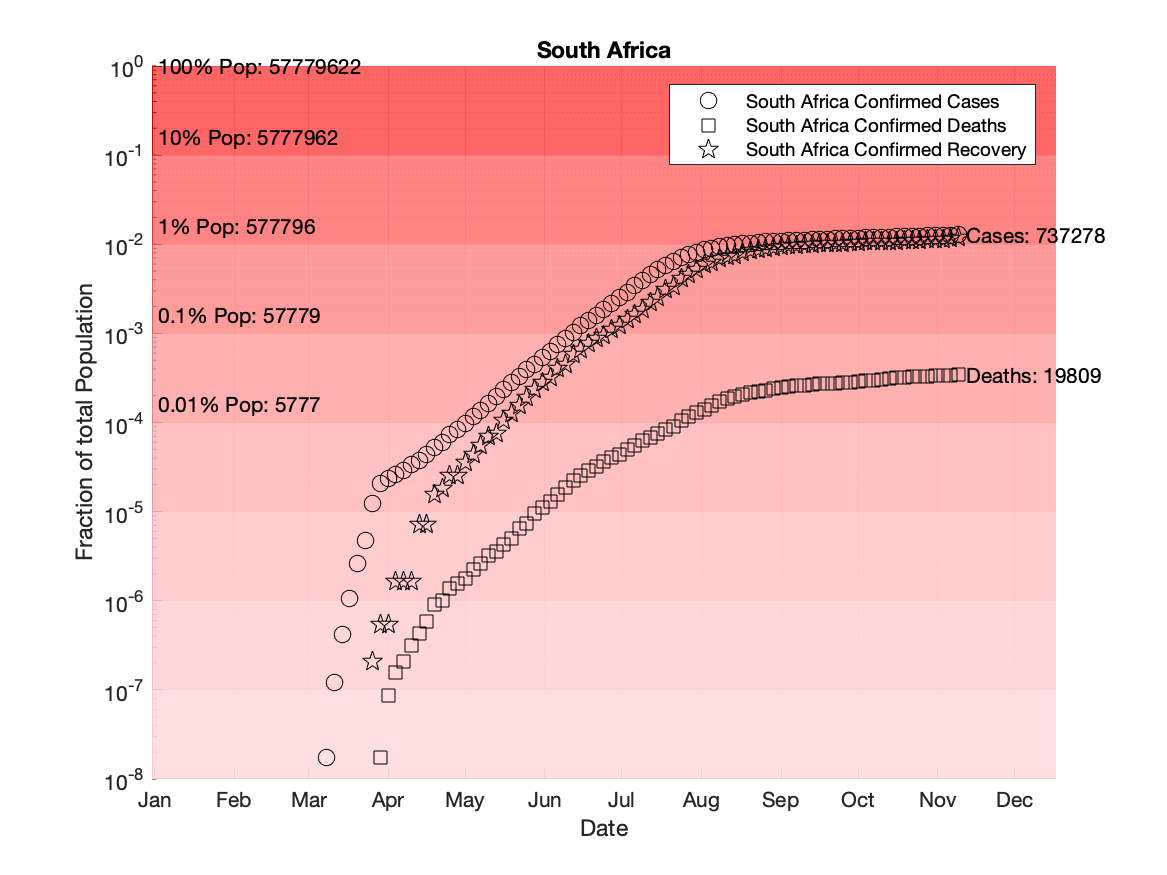 South Africa
10^0
100% Pop: 57779622
South Africa Confirmed Cases
South Africa Confirmed Deaths
South Africa Confirmed Recovery
10% Pop: 5777962
10^-1
1% Pop: 577796
10^-2
Cases: 737278
0.1% Pop: 57779
10^-3
Deaths: 19809
0.01% Pop: 5777
10^-4
10^-5
10^-6
10^-7
10^-8
Fraction of total Population
Jan Feb Mar Apr May Jun Jul Aug Sep Oct Nov Dec
Date